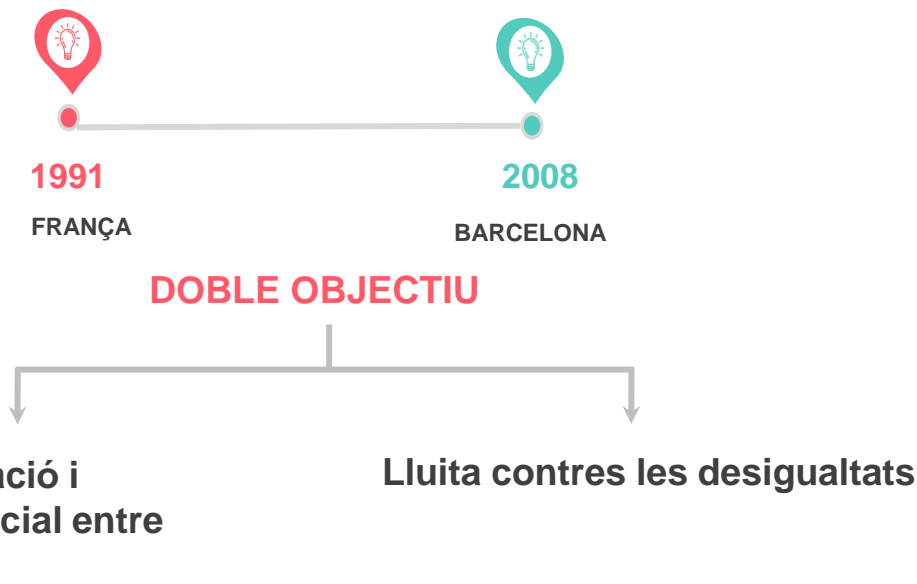 1991
2008
FRANÇA
BARCELONA
DOBLE OBJECTIU
ació i
Lluita contres les desigualtats
cial entre